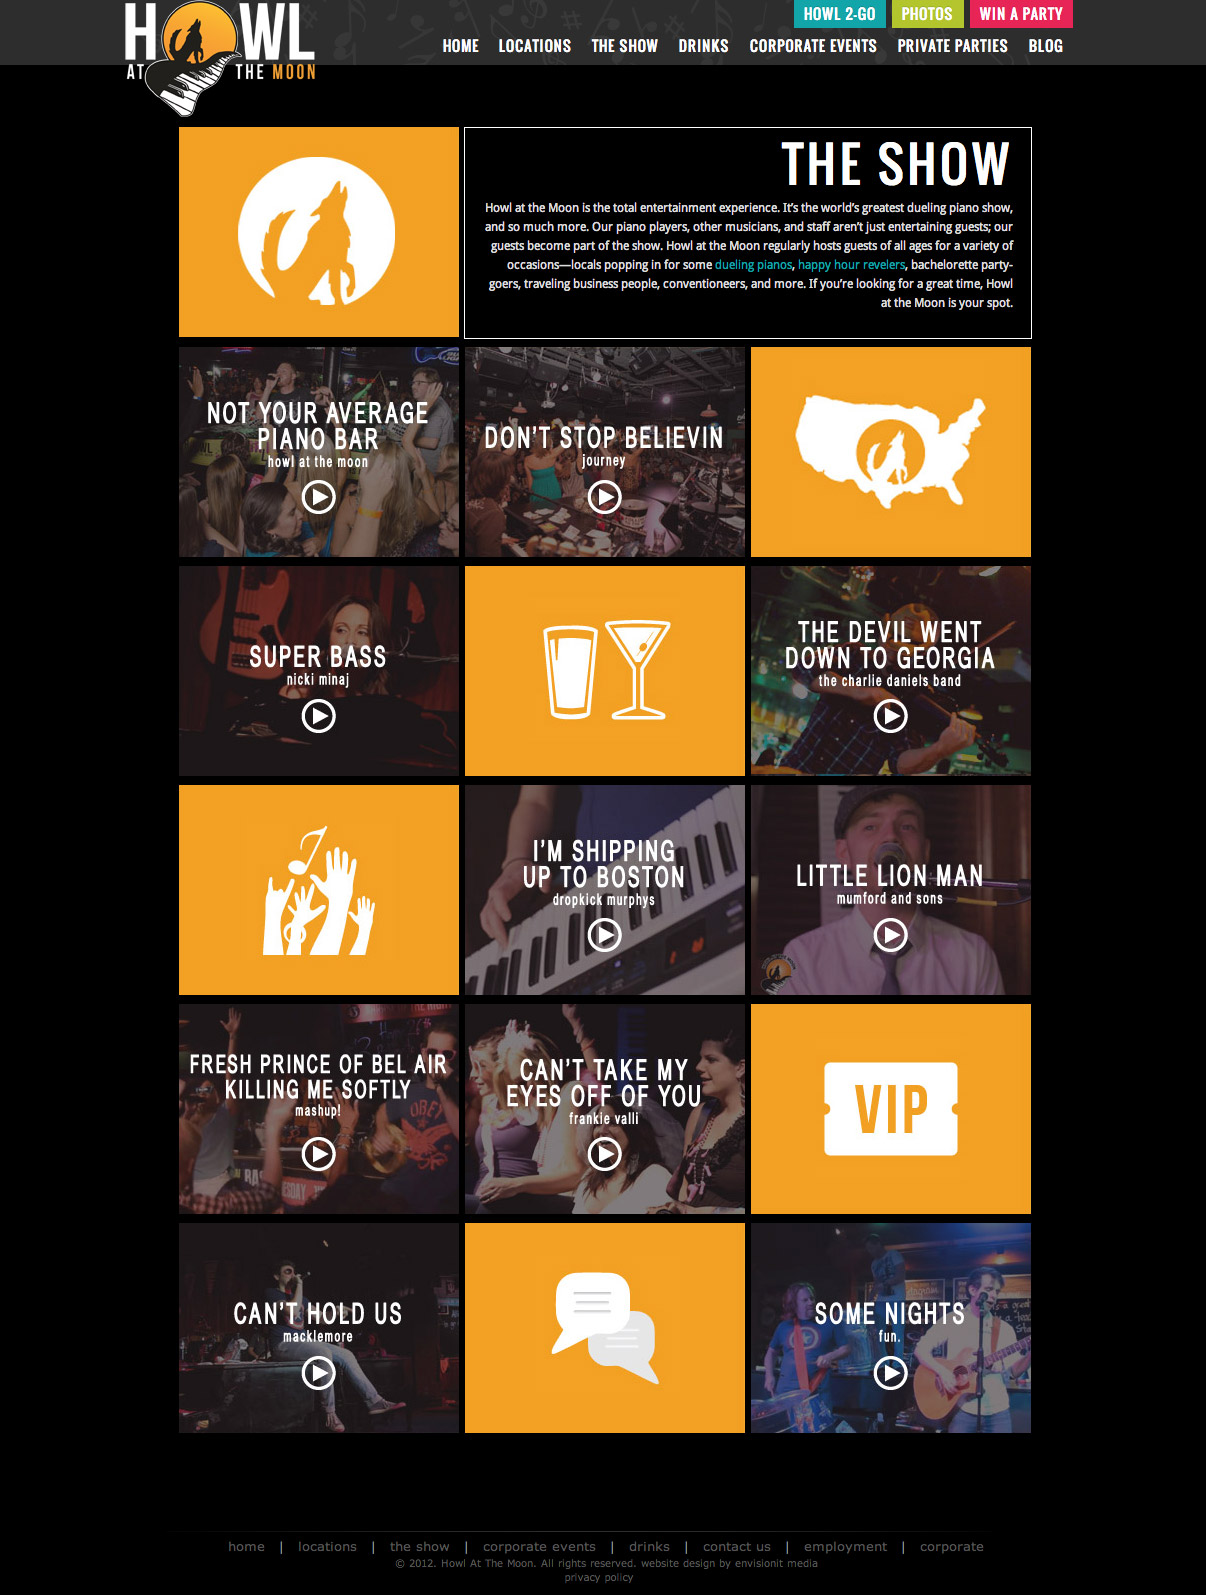 HOWL
AT THE MOON
HOWL 2-GO
PHOTOS
WIN A PARTY
HOME
LOCATIONS
THE SHOW
DRINKS
CORPORATE EVENTS
PRIVATE PARTIES
BLOG
THE SHOW
Howl at the Moon is the total entertainment experience. It's the world's greatest dueling piano show,
and so much more. Our piano players, other musicians, and staff aren't just entertaining guests; our
guests become part of the show. Howl at the Moon regularly hosts guests of all ages for a variety of
occasions—locals popping in for some dueling pianos, happy hour revelers, bachelorette party-
goers, traveling business people, conventioneers, and more. If you're looking for a great time, Howl
at the Moon is your spot.
NOT YOUR AVERAGE
PIANO BAR
howl at the moon
DON'T STOP BELIEVIN
journey
SUPER BASS
nicki minaj
THE DEVIL WENT
DOWN TO GEORGIA
the charlie daniels band
I'M SHIPPING
UP TO BOSTON
dropkick murphys
LITTLE LION MAN
mumford and sons
FRESH PRINCE OF BEL AIR
KILLING ME SOFTLY
mashup!
CAN'T TAKE MY
EYES OFF OF YOU
frankie valli
VIP
CAN'T HOLD US
macklemore
SOME NIGHTS
fun.
home | locations | the show | corporate events | drinks | contact us | employment | corporate
© 2012. Howl At The Moon. All rights reserved. website design by envisionit media
privacy policy